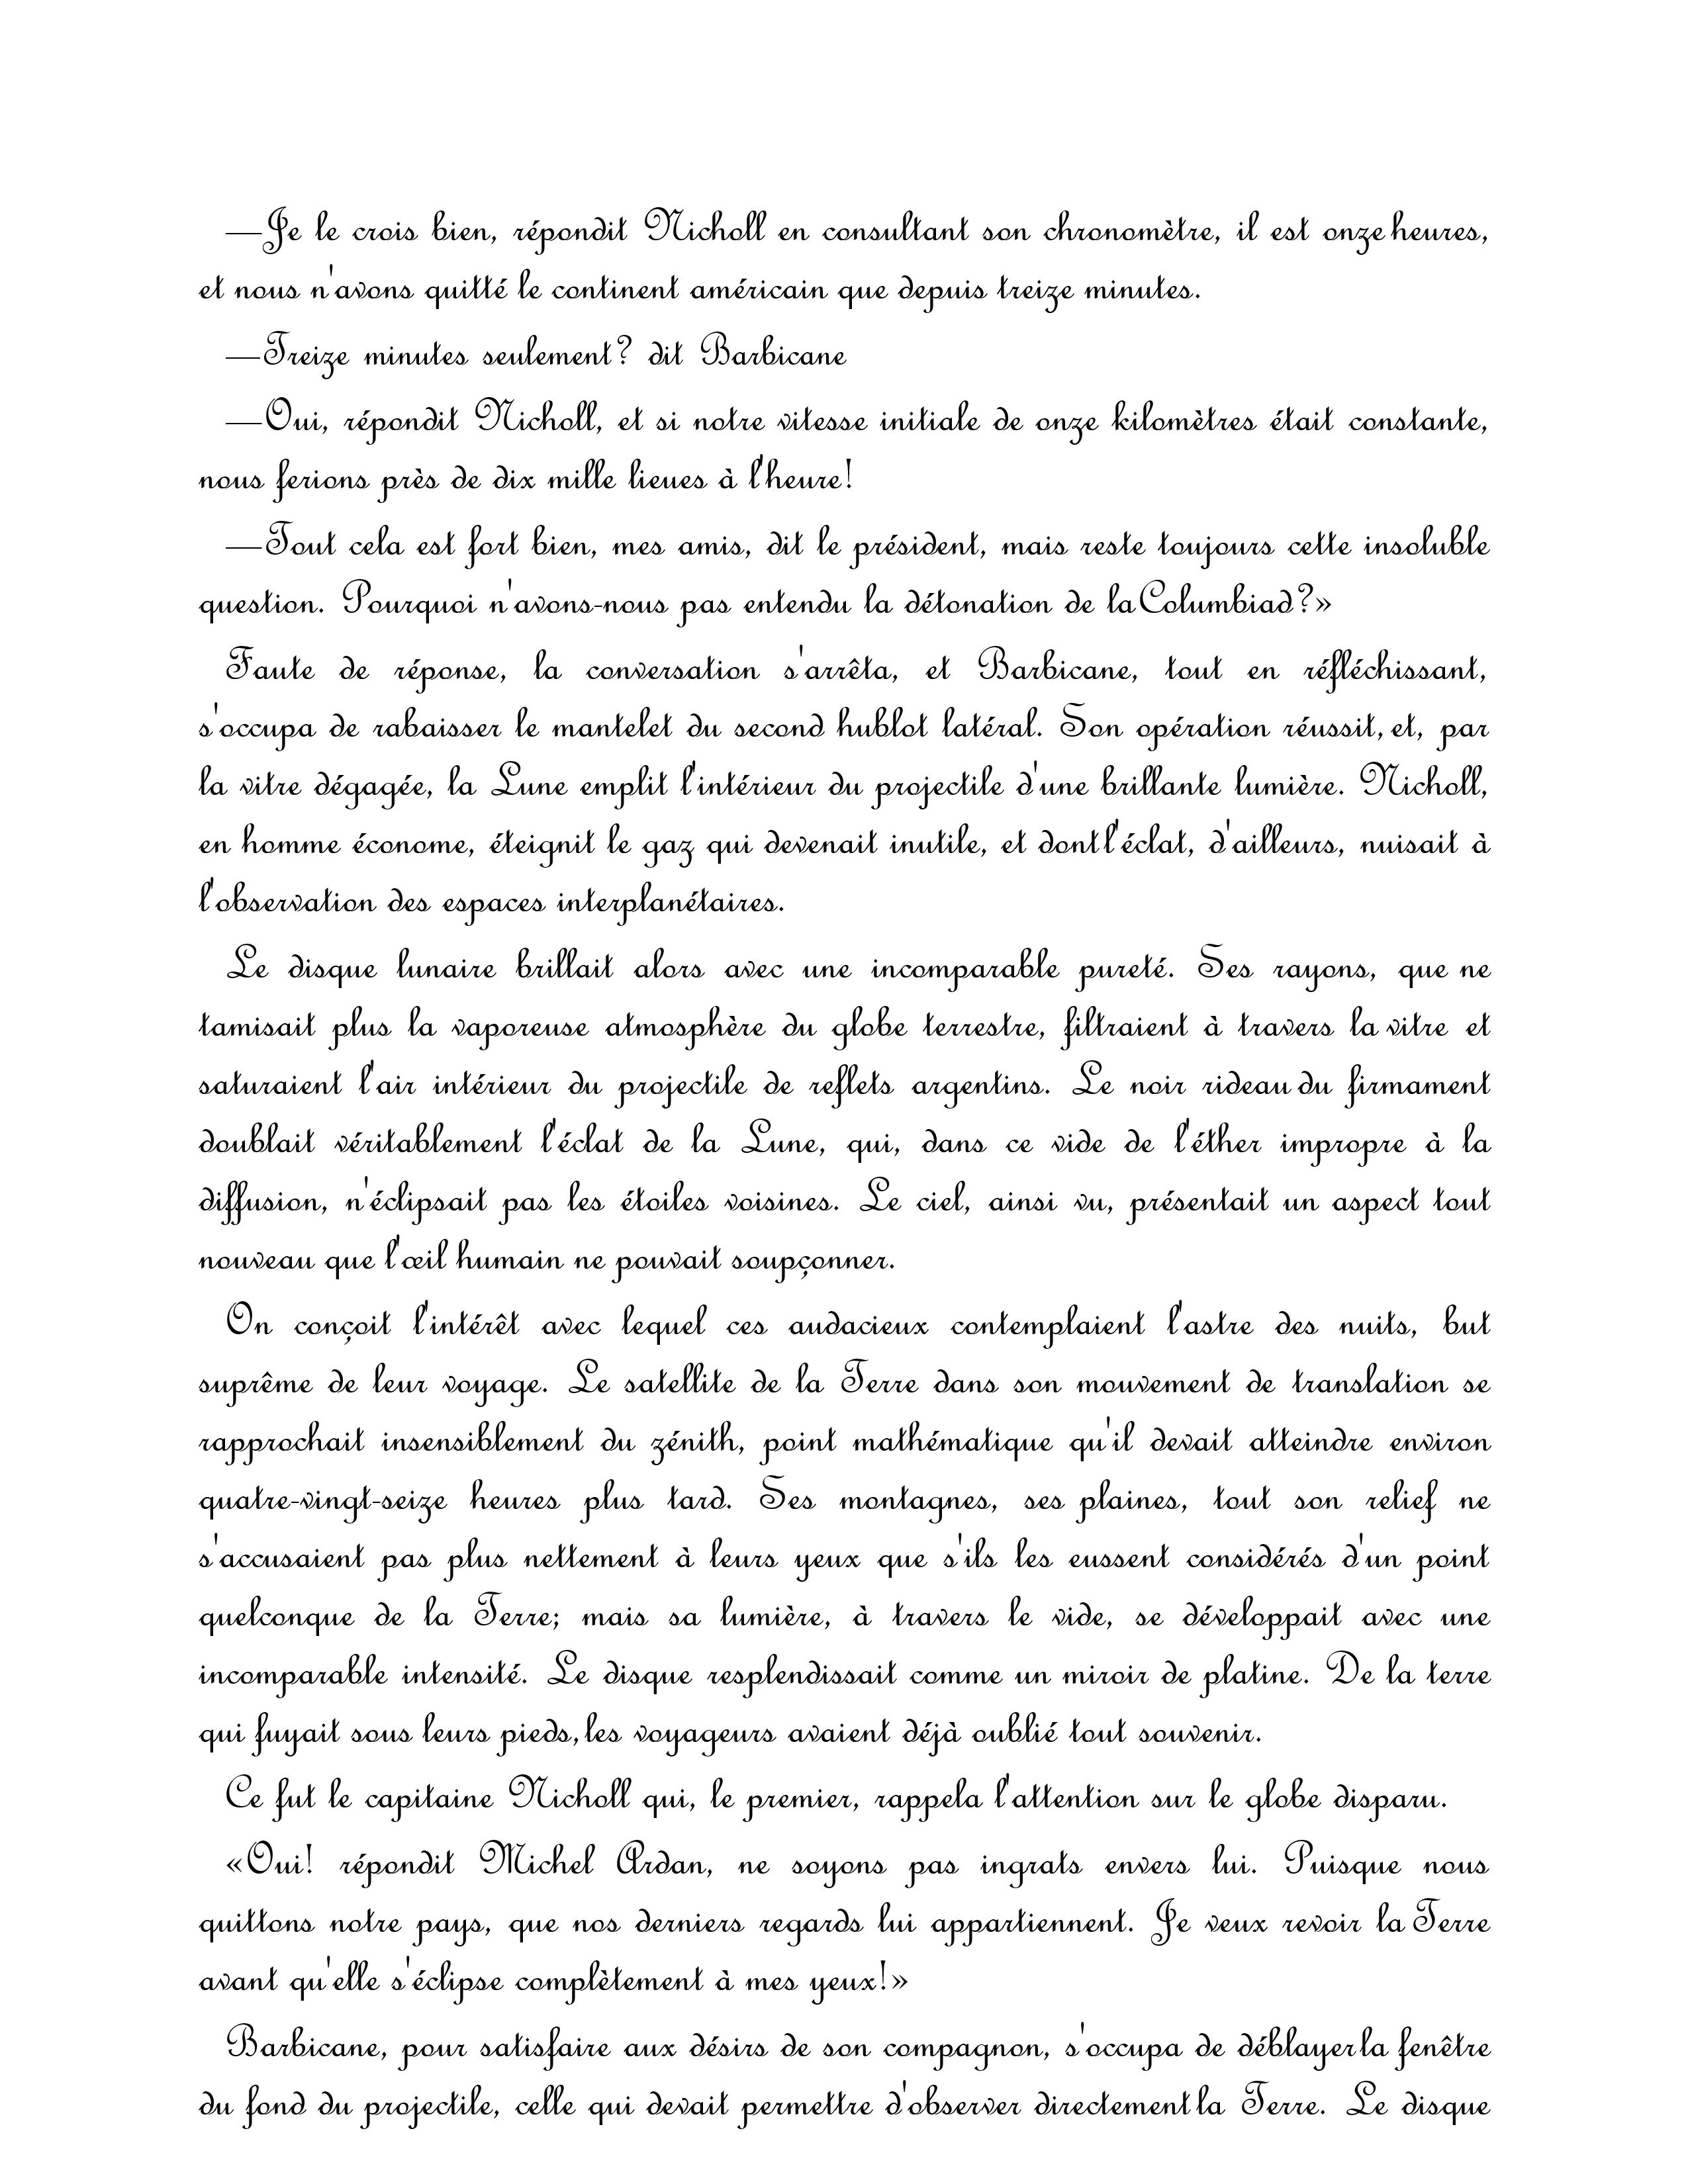 —Je le crois bien, répondit Nicholl en consultant son chronomètre, il est onze heures,
et nous n'avons quitté le continent américain que depuis treize minutes.
—Treize minutes seulement? dit Barbicane
—Oui, répondit Nicholl, et si notre vitesse initiale de onze kilomètres était constante,
nous ferions près de dix mille lieues à l'heure!
—Tout cela est fort bien, mes amis, dit le président, mais reste toujours cette insoluble
question. Pourquoi n'avons-nous pas entendu la détonation de la Columbiad?»
Faute de réponse, la conversation s'arrêta, et Barbicane, tout en réfléchissant,
s'occupa de rabaisser le mantelet du second hublot latéral. Son opération réussit, et, par
la vitre dégagée, la Lune emplit l'intérieur du projectile d'une brillante lumière. Nicholl,
en homme économe, éteignit le gaz qui devenait inutile, et dont l'éclat, d'ailleurs, nuisait à
l'observation des espaces interplanétaires.
Le disque lunaire brillait alors avec une incomparable pureté. Ses rayons, que ne
tamisait plus la vaporeuse atmosphère du globe terrestre, filtraient à travers la vitre et
saturaient l'air intérieur du projectile de reflets argentins. Le noir rideau du firmament
doublait véritablement l'éclat de la Lune, qui, dans ce vide de l'éther impropre à la
diffusion, n'éclipsait pas les étoiles voisines. Le ciel, ainsi vu, présentait un aspect tout
nouveau que l'œil humain ne pouvait soupçonner.
On conçoit l'intérêt avec lequel ces audacieux contemplaient l'astre des nuits, but
suprême de leur voyage. Le satellite de la Terre dans son mouvement de translation se
rapprochait insensiblement du zénith, point mathématique qu'il devait atteindre environ
quatre-vingt-seize heures plus tard. Ses montagnes, ses plaines, tout son relief ne
s'accusaient pas plus nettement à leurs yeux que s'ils les eussent considérés d'un point
quelconque de la Terre; mais sa lumière, à travers le vide, se développait avec une
incomparable intensité. Le disque resplendissait comme un miroir de platine. De la terre
qui fuyait sous leurs pieds, les voyageurs avaient déjà oublié tout souvenir.
Ce fut le capitaine Nicholl qui, le premier, rappela l'attention sur le globe disparu.
«Oui! répondit Michel Ardan, ne soyons pas ingrats envers lui. Puisque nous
quittons notre pays, que nos derniers regards lui appartiennent. Je veux revoir la Terre
avant qu'elle s'éclipse complètement à mes yeux!»
Barbicane, pour satisfaire aux désirs de son compagnon, s'occupa de déblayer la fenêtre
du fond du projectile, celle qui devait permettre d'observer directement la Terre. Le disque